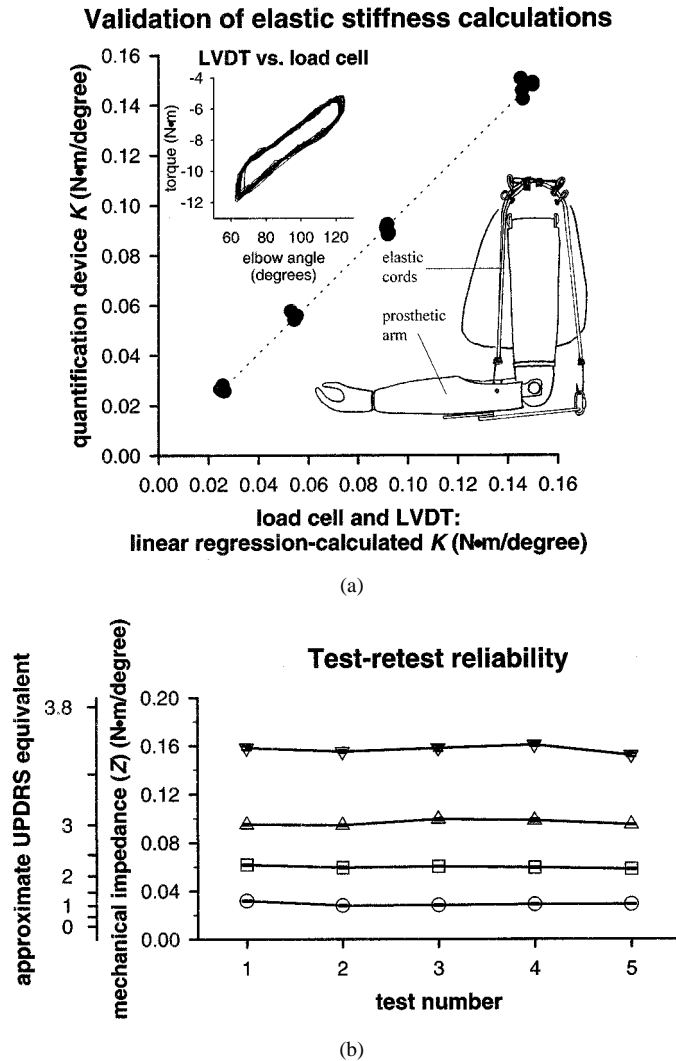 Validation of elastic stiffness calculations
LVDT vs. load cell
quantification device K (N•m/degree)
0.16
0.14
0.12
0.10
0.08
0.06
0.04
0.02
0.00
torque (N•m)
-4
-6
-8
-10
-12
60 80 100 120
elbow angle
(degrees)
elastic
cords
prosthetic
arm
0.00 0.02 0.04 0.06 0.08 0.10 0.12 0.14 0.16
load cell and LVDT:
linear regression-calculated K (N•m/degree)
(a)
Test-retest reliability
approximate UPDRS equivalent
3.8
3
2
1
0
mechanical impedance (Z) (N•m/degree)
0.20
0.16
0.12
0.08
0.04
0.00
1 2 3 4 5
test number
(b)